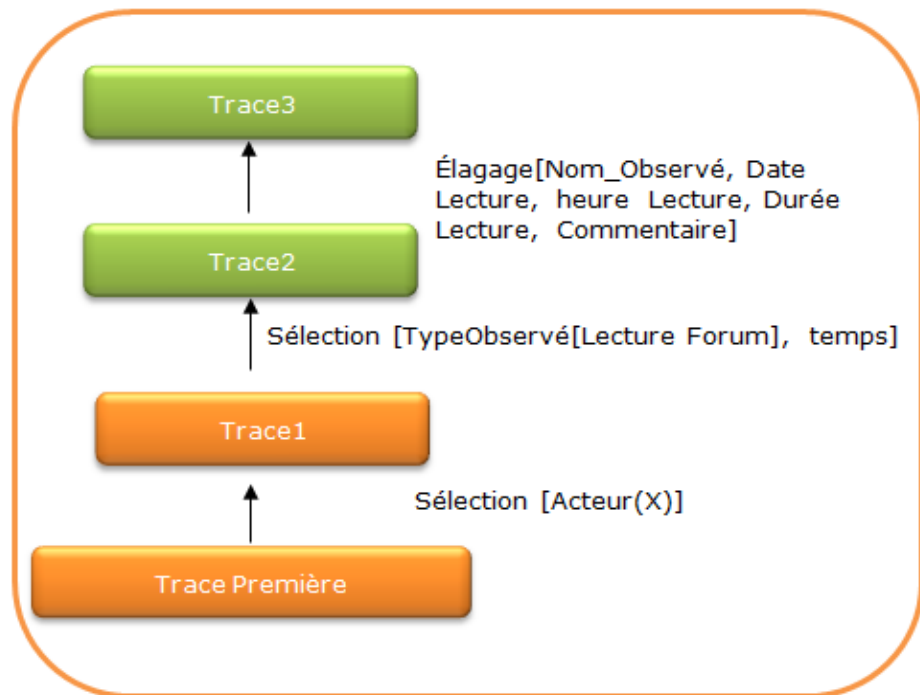 Trace3
Élagage[Nom_Observé, Date
Lecture, heure Lecture, Durée
Lecture, Commentaire]
Trace2
Sélection [TypeObservé[Lecture Forum], temps]
Trace1
Sélection [Acteur(X)]
Trace Première